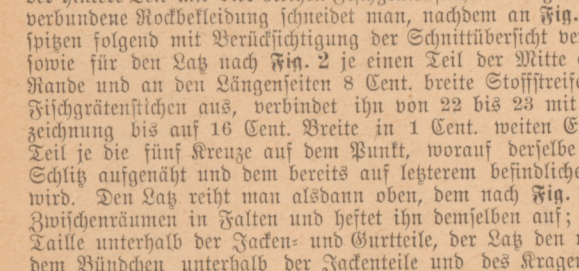 verbundene Rockbekleidung schneidet man, nachdem an Fig.
spitzen folgend mit Berücksichtigung der Schnittübersicht ve
sowie für den Latz nach Fig. 2 je einen Teil der Mitte
Rande und an den Längenseiten 8 Cent. breite Stoffstreife
Fischgrätenstichen aus, verbindet ihn von 22 bis 23 mit
zeichnung bis auf 16 Cent. Breite in 1 Cent. weiten
Teil je die fünf Kreuze auf dem Punkt, worauf derselbe
Schlitz aufgenäht und dem bereits auf letzterem befindliche
wird. Den Latz reiht man alsdann oben, dem nach Fig.
Zwischenräumen in Falten und heftet ihn demselben auf;
Taille unterhalb der Jacken- und Gurtteile, der Latz den
dem Bündchen unterhalb der Jackenteile und des Kragen